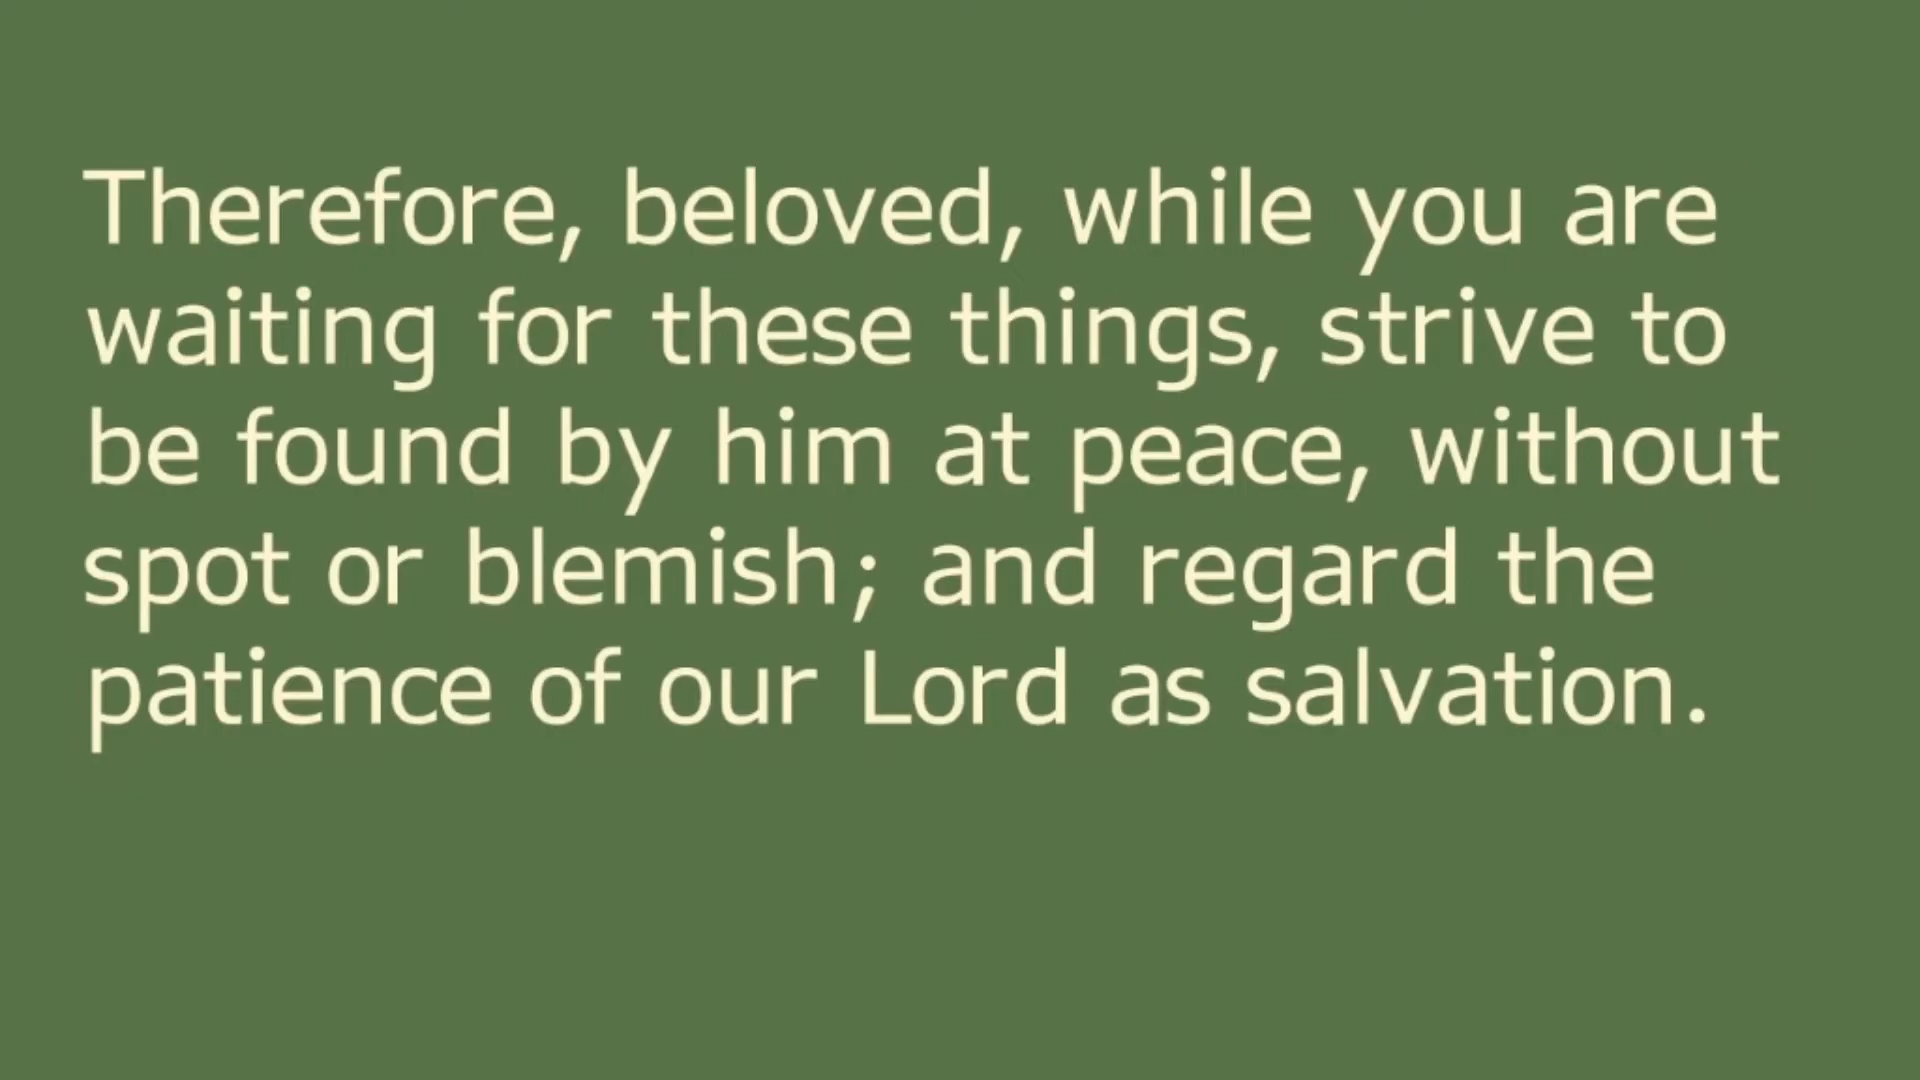 Therefore, beloved, while you are
waiting for these things, strive to
be found by him at peace, without
spot or blemish; and regard the
patience of our Lord as salvation.